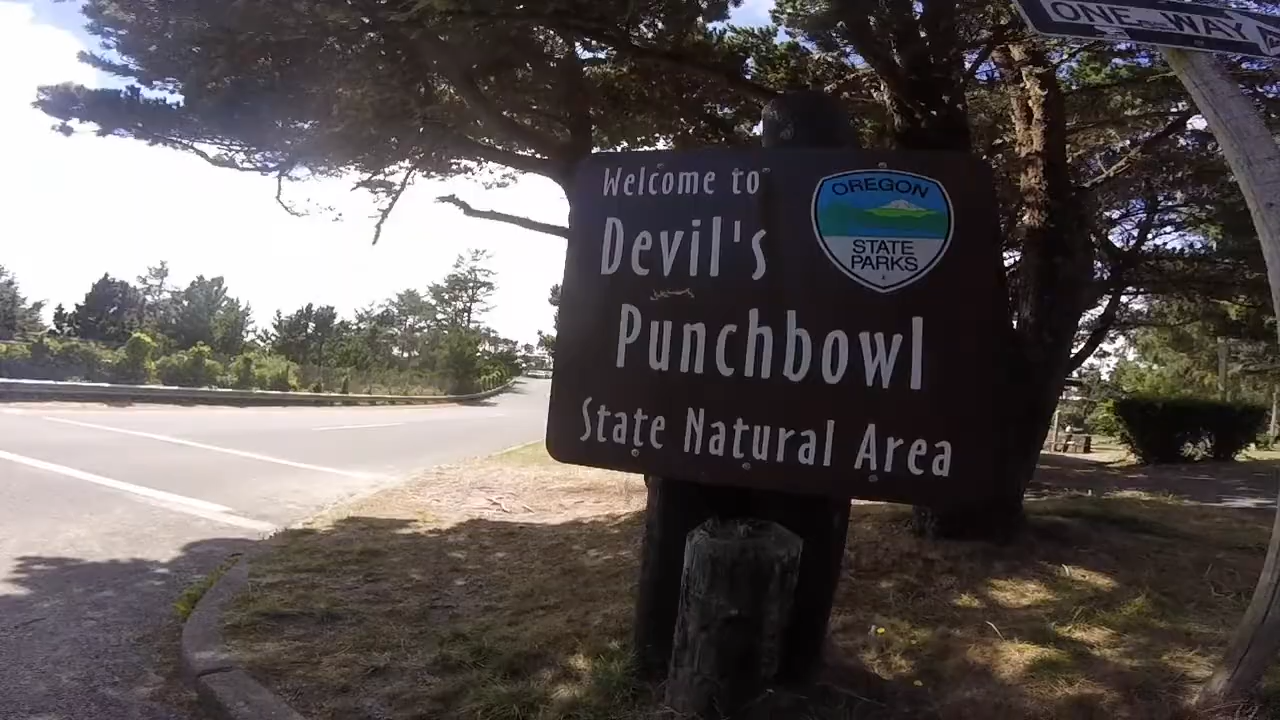 ONE WAY
Welcome to
Devil's
Punchbowl
State Natural Area
OREGON
STATE
PARKS